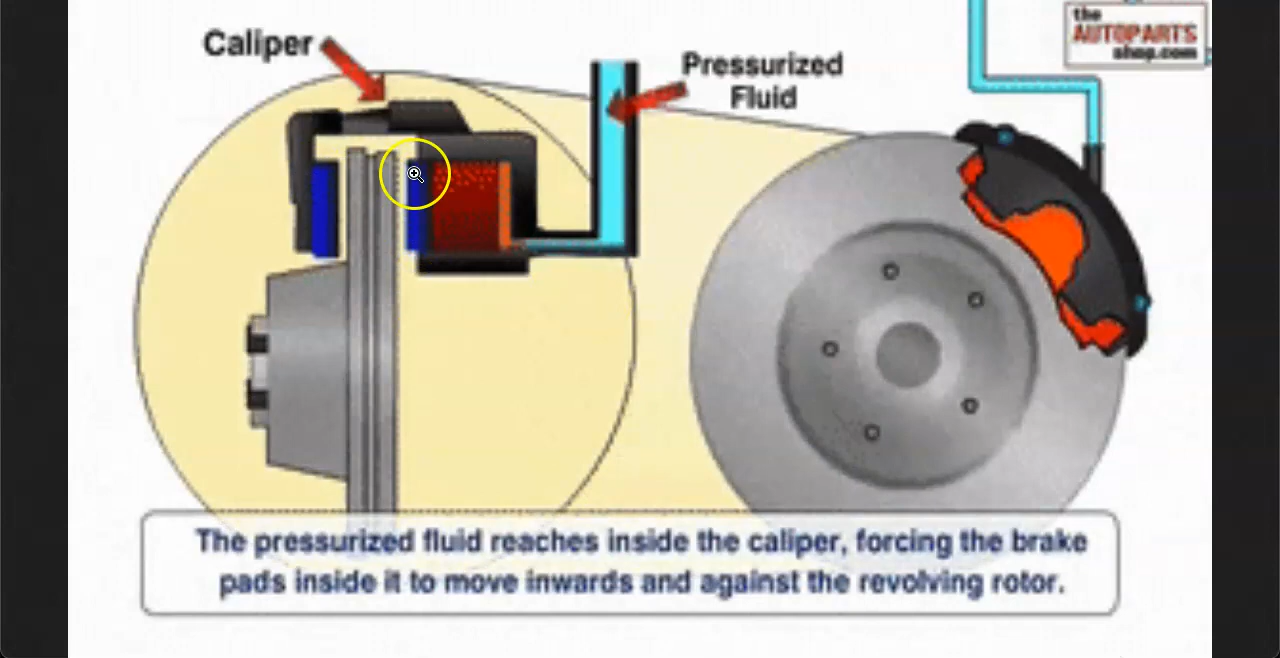 the
AUTOPARTS
shop.com
Caliper
Pressurized
Fluid
The pressurized fluid reaches inside the caliper, forcing the brake
pads inside it to move inwards and against the revolving rotor.